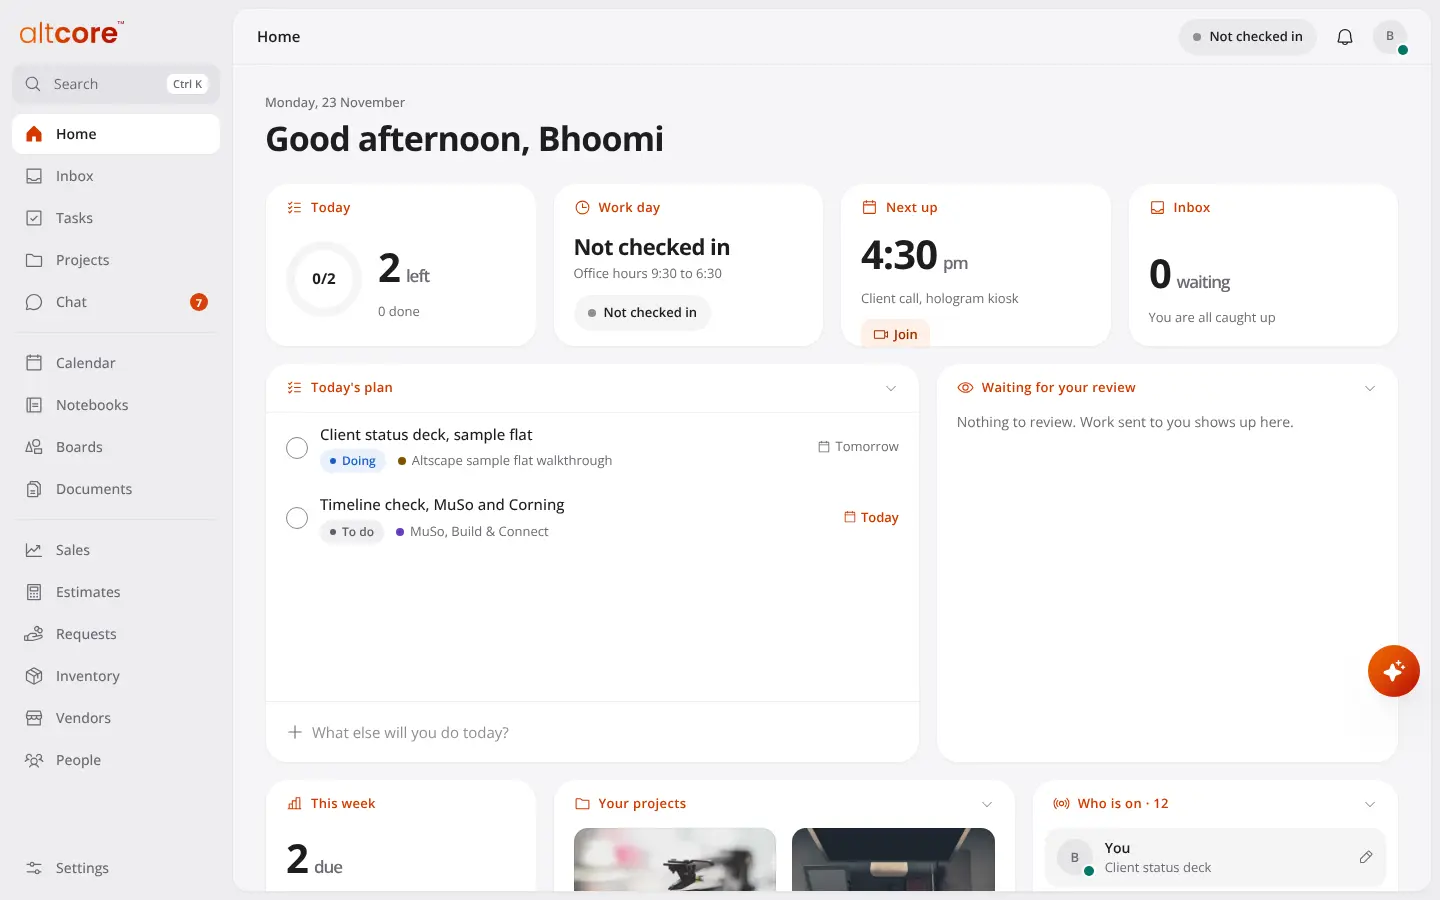 altcore™
Search
Ctrl K
Home
Inbox
Tasks
Projects
Chat
7
Calendar
Notebooks
Boards
Documents
Sales
Estimates
Requests
Inventory
Vendors
People
Settings
Home
Not checked in
B
Monday, 23 November
Good afternoon, Bhoomi
Today
0/2
2 left
0 done
Work day
Not checked in
Office hours 9:30 to 6:30
Not checked in
Next up
4:30 pm
Client call, hologram kiosk
Join
Inbox
0 waiting
You are all caught up
Today's plan
Client status deck, sample flat
Doing
Altscape sample flat walkthrough
Tomorrow
Timeline check, MuSo and Corning
To do
MuSo, Build & Connect
Today
What else will you do today?
Waiting for your review
Nothing to review. Work sent to you shows up here.
This week
2 due
Your projects
Who is on · 12
B
You
Client status deck